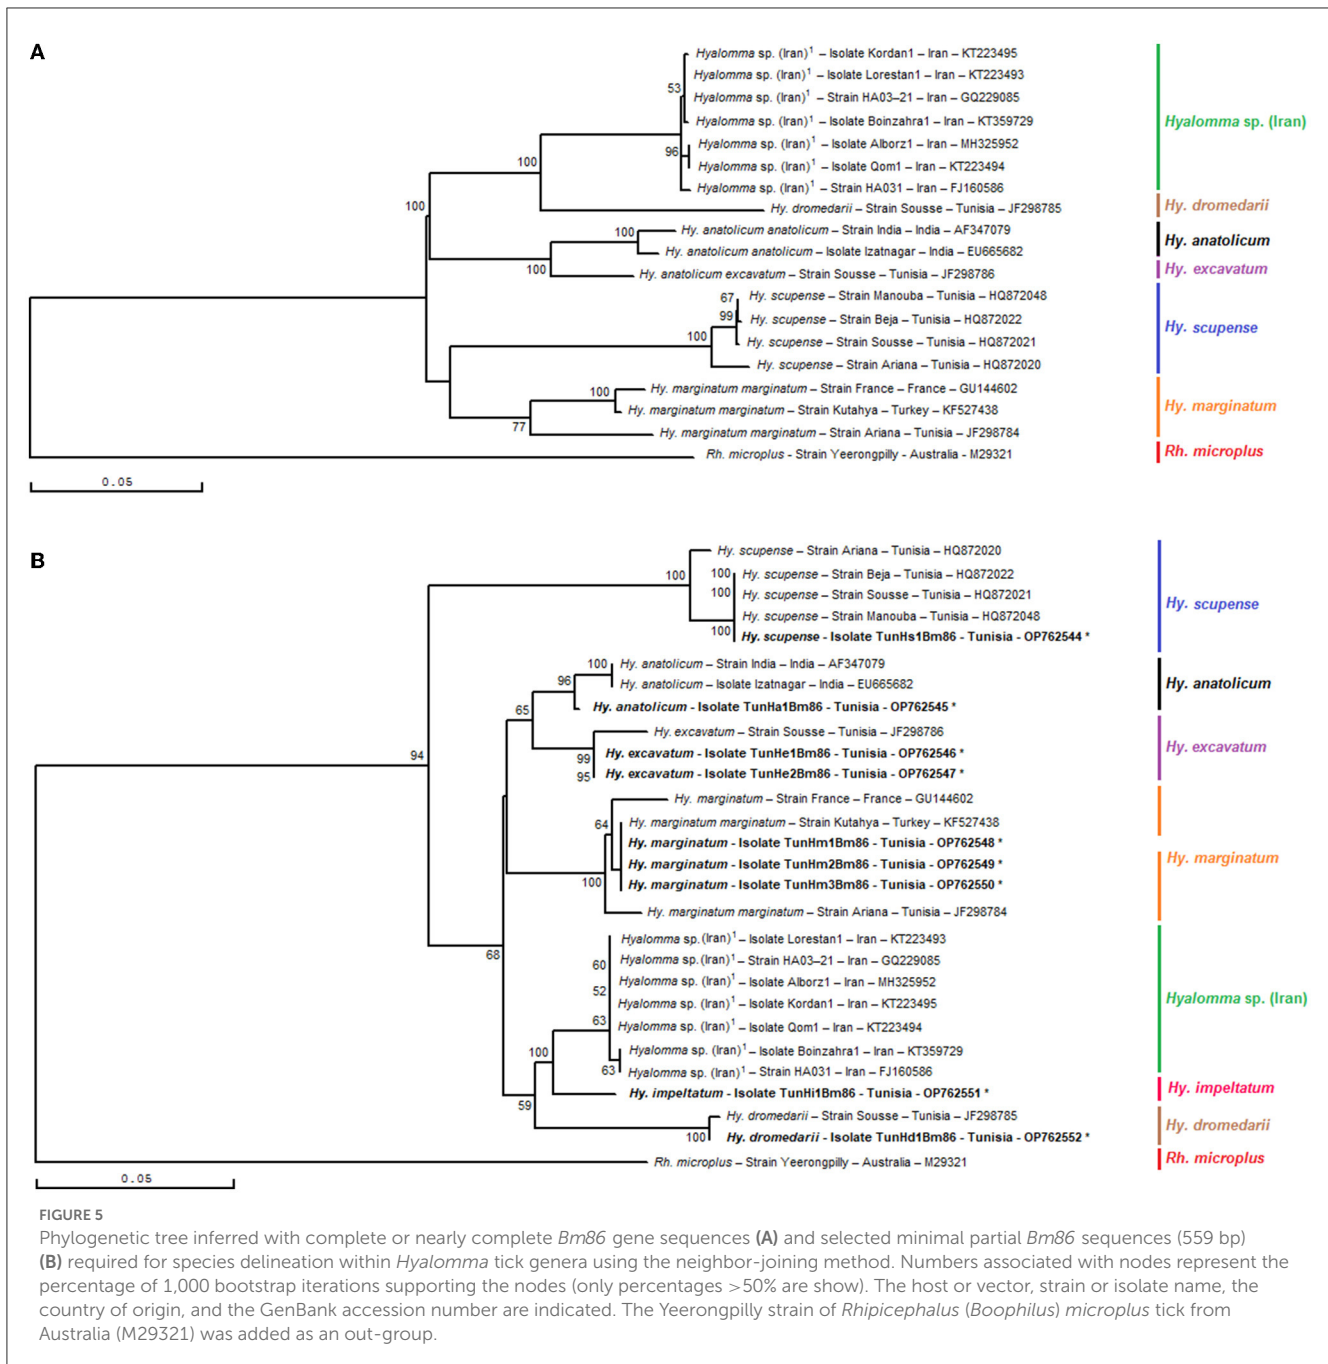 A
Hyalomma sp. (Iran)¹ – Isolate Kordan1 – Iran – KT223495
Hyalomma sp. (Iran)¹ – Isolate Lorestan1 – Iran – KT223493
53
Hyalomma sp. (Iran)¹ – Strain HA03–21 – Iran – GQ229085
Hyalomma sp. (Iran)¹ – Isolate Boinzahra1 – Iran – KT359729
Hyalomma sp. (Iran)
Hyalomma sp. (Iran)¹ – Isolate Alborz1 – Iran – MH325952
96
100
Hyalomma sp. (Iran)¹ – Isolate Qom1 – Iran – KT223494
Hyalomma sp. (Iran)¹ – Strain HA031 – Iran – FJ160586
100
Hy. dromedarii – Strain Sousse – Tunisia – JF298785
Hy. dromedarii
Hy. anatolicum anatolicum – Strain India – India – AF347079
100
Hy. anatolicum
Hy. anatolicum anatolicum – Isolate Izatnagar – India – EU665682
100
Hy. anatolicum excavatum – Strain Sousse – Tunisia – JF298786
Hy. excavatum
67
Hy. scupense – Strain Manouba – Tunisia – HQ872048
99
Hy. scupense – Strain Beja – Tunisia – HQ872022
Hy. scupense
100
Hy. scupense – Strain Sousse – Tunisia – HQ872021
Hy. scupense – Strain Ariana – Tunisia – HQ872020
100
Hy. marginatum marginatum – Strain France – France – GU144602
Hy. marginatum marginatum – Strain Kutahya – Turkey – KF527438
Hy. marginatum
77
Hy. marginatum marginatum – Strain Ariana – Tunisia – JF298784
Rh. microplus - Strain Yeerongpilly - Australia - M29321
Rh. microplus
0.05
B
Hy. scupense – Strain Ariana – Tunisia – HQ872020
100
100
Hy. scupense – Strain Beja – Tunisia – HQ872022
100
Hy. scupense – Strain Sousse – Tunisia – HQ872021
Hy. scupense
Hy. scupense – Strain Manouba – Tunisia – HQ872048
100
Hy. scupense - Isolate TunHs1Bm86 - Tunisia - OP762544 *
100
Hy. anatolicum – Strain India – India – AF347079
96
Hy. anatolicum – Isolate Izatnagar – India – EU665682
Hy. anatolicum
65
Hy. anatolicum - Isolate TunHa1Bm86 - Tunisia - OP762545 *
Hy. excavatum – Strain Sousse – Tunisia – JF298786
Hy. excavatum
94
99
Hy. excavatum - Isolate TunHe1Bm86 - Tunisia - OP762546 *
95
Hy. excavatum - Isolate TunHe2Bm86 - Tunisia - OP762547 *
Hy. marginatum – Strain France – France – GU144602
64
Hy. marginatum marginatum – Strain Kutahya – Turkey – KF527438
Hy. marginatum - Isolate TunHm1Bm86 - Tunisia - OP762548 *
Hy. marginatum
Hy. marginatum - Isolate TunHm2Bm86 - Tunisia - OP762549 *
100
Hy. marginatum - Isolate TunHm3Bm86 - Tunisia - OP762550 *
Hy. marginatum marginatum – Strain Ariana – Tunisia – JF298784
Hyalomma sp. (Iran)¹ – Isolate Lorestan1 – Iran – KT223493
68
60
Hyalomma sp. (Iran)¹ – Strain HA03–21 – Iran – GQ229085
Hyalomma sp. (Iran)¹ – Isolate Alborz1 – Iran – MH325952
52
Hyalomma sp. (Iran)
Hyalomma sp. (Iran)¹ – Isolate Kordan1 – Iran – KT223495
63
Hyalomma sp. (Iran)¹ – Isolate Qom1 – Iran – KT223494
100
Hyalomma sp. (Iran)¹ – Isolate Boinzahra1 – Iran – KT359729
63
Hyalomma sp. (Iran)¹ – Strain HA031 – Iran – FJ160586
Hy. impeltatum - Isolate TunHi1Bm86 - Tunisia - OP762551 *
Hy. impeltatum
59
Hy. dromedarii – Strain Sousse – Tunisia – JF298785
Hy. dromedarii
100
Hy. dromedarii - Isolate TunHd1Bm86 - Tunisia - OP762552 *
Rh. microplus – Strain Yeerongpilly – Australia – M29321
Rh. microplus
0.05
FIGURE 5
Phylogenetic tree inferred with complete or nearly complete Bm86 gene sequences (A) and selected minimal partial Bm86 sequences (559 bp)
(B) required for species delineation within Hyalomma tick genera using the neighbor-joining method. Numbers associated with nodes represent the
percentage of 1,000 bootstrap iterations supporting the nodes (only percentages >50% are show). The host or vector, strain or isolate name, the
country of origin, and the GenBank accession number are indicated. The Yeerongpilly strain of Rhipicephalus (Boophilus) microplus tick from
Australia (M29321) was added as an out-group.